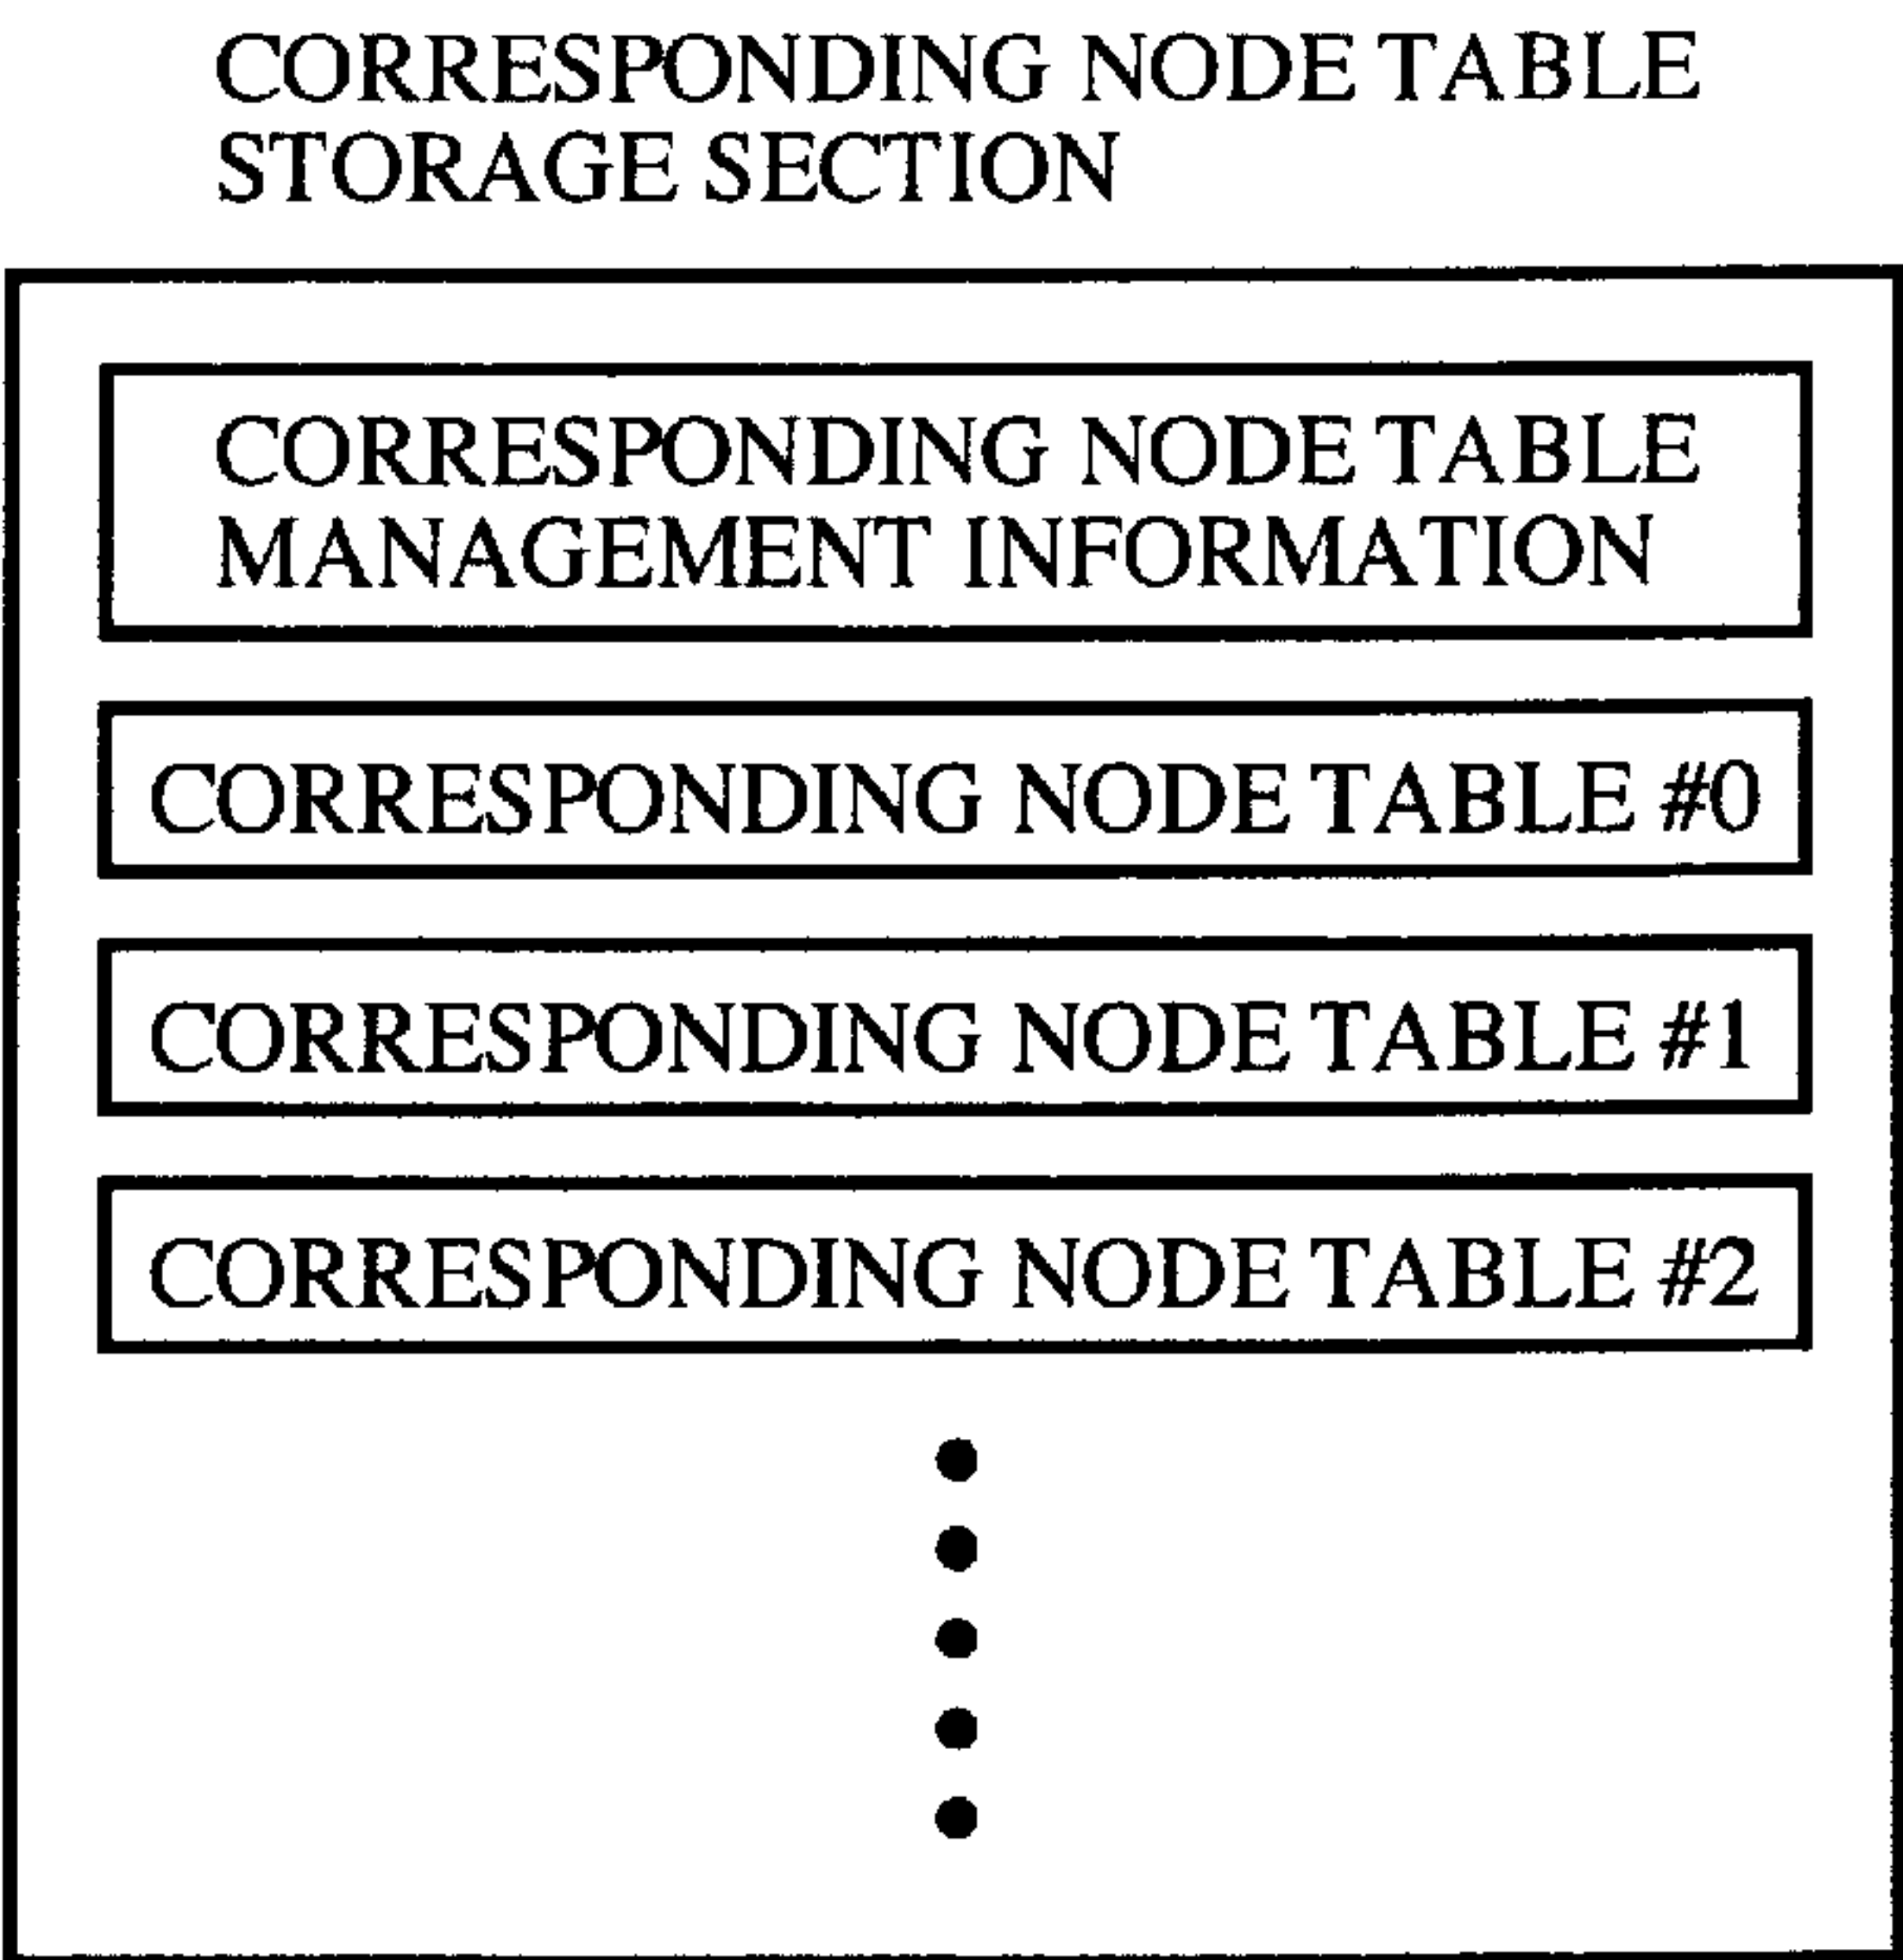 CORRESPONDING NODE TABLE
STORAGE SECTION
CORRESPONDING NODE TABLE
MANAGEMENT INFORMATION
CORRESPONDING NODE TABLE #0
CORRESPONDING NODE TABLE #1
CORRESPONDING NODE TABLE #2